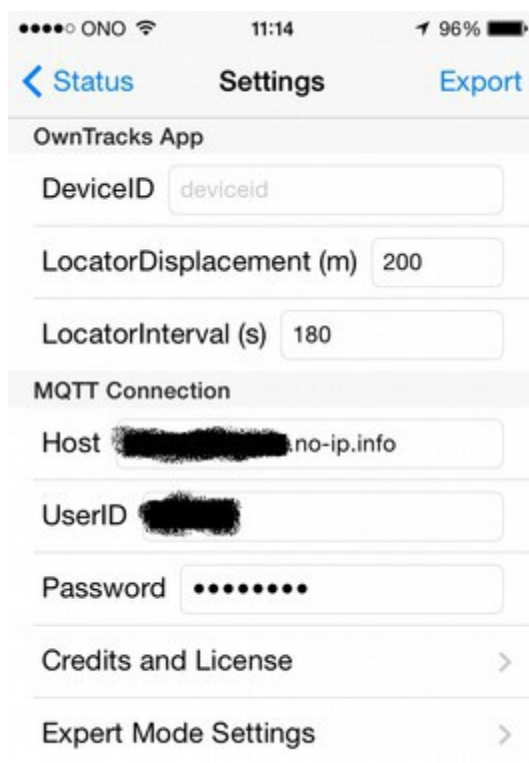 ONO 11:14 96%
Status Settings Export
OwnTracks App
DeviceID deviceid
LocatorDisplacement (m) 200
LocatorInterval (s) 180
MQTT Connection
Host .no-ip.info
UserID
Password ••••••••
Credits and License
Expert Mode Settings